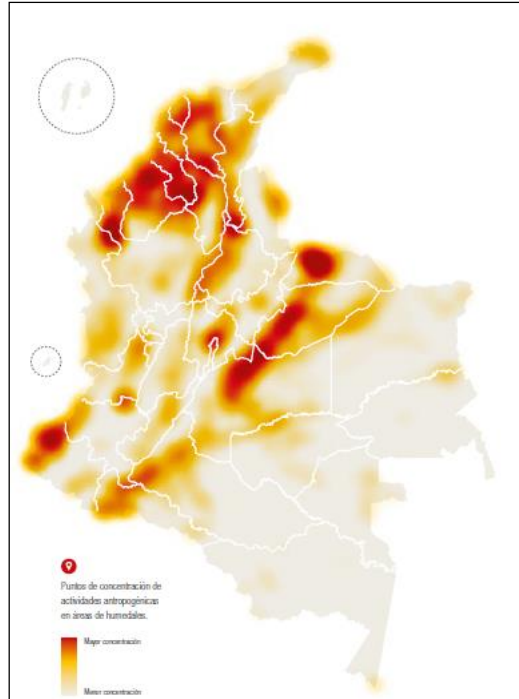 Puntos de concentración de
actividades antropogénicas
en áreas de humedales.
Mayor concentración
Menor concentración